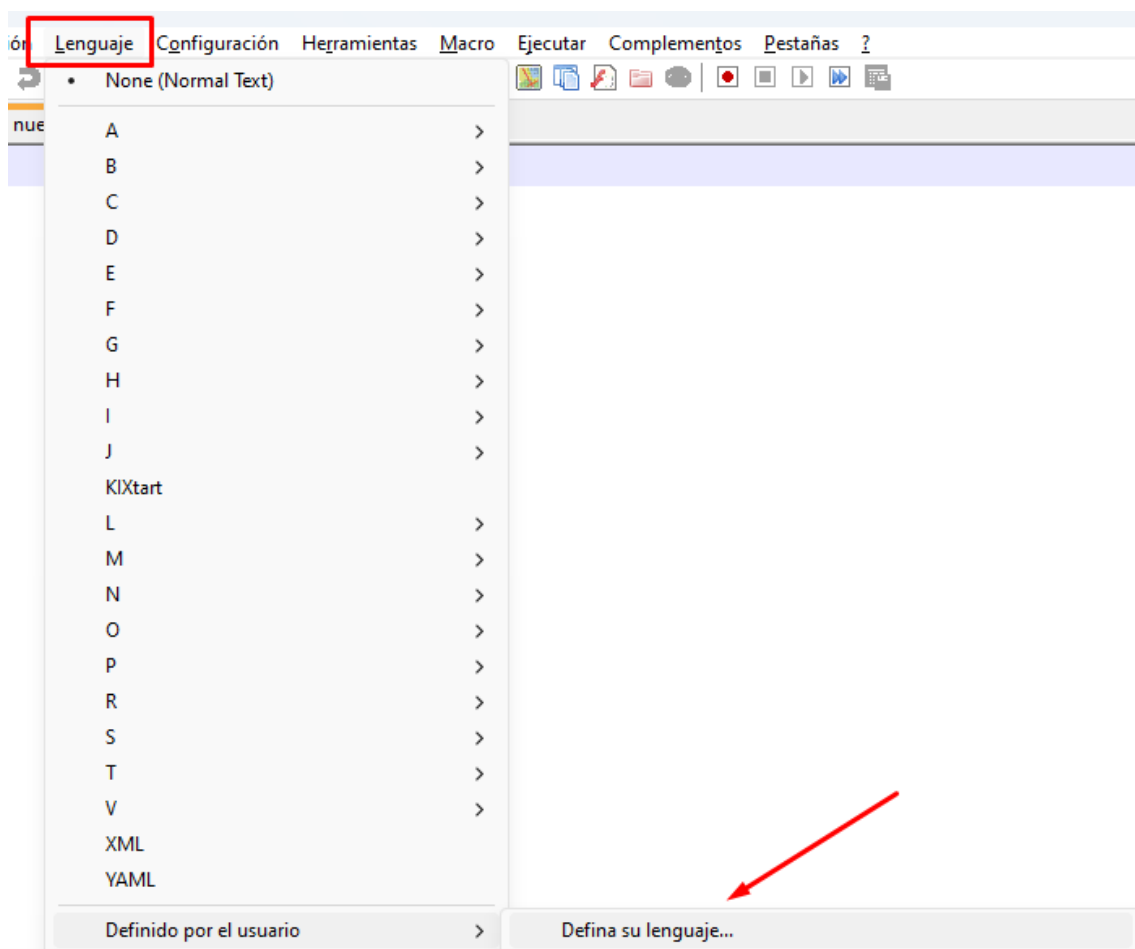 ión Lenguaje Configuración Herramientas Macro Ejecutar Complementos Pestañas ?
None (Normal Text)
nue
A
B
C
D
E
F
G
H
I
J
KIXtart
L
M
N
O
P
R
S
T
V
XML
YAML
Definido por el usuario
Defina su lenguaje...